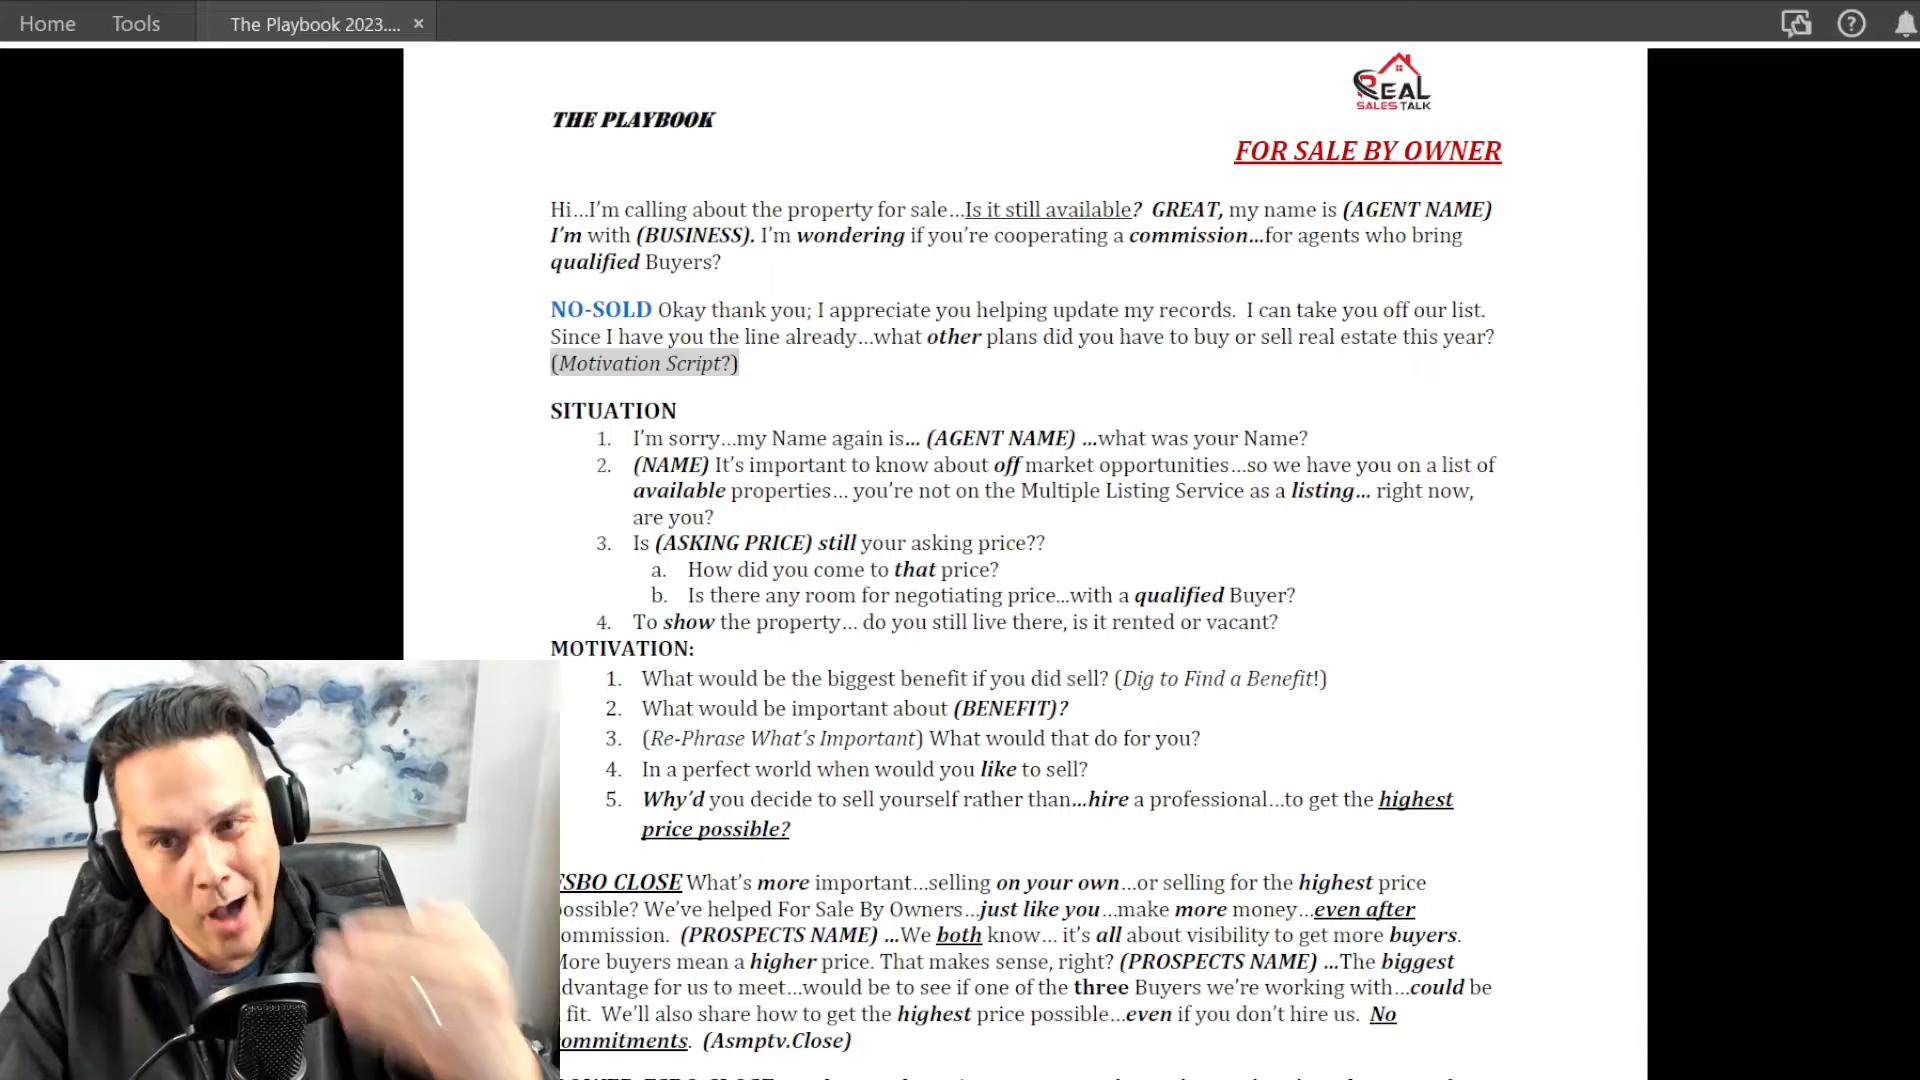 Home Tools The Playbook 2023.... ×
REAL
SALES TALK
THE PLAYBOOK
FOR SALE BY OWNER
Hi…I’m calling about the property for sale…Is it still available? GREAT, my name is (AGENT NAME)
I’m with (BUSINESS). I’m wondering if you’re cooperating a commission…for agents who bring
qualified Buyers?
NO-SOLD Okay thank you; I appreciate you helping update my records. I can take you off our list.
Since I have you the line already…what other plans did you have to buy or sell real estate this year?
(Motivation Script?)
SITUATION
1. I’m sorry…my Name again is… (AGENT NAME) …what was your Name?
2. (NAME) It’s important to know about off market opportunities…so we have you on a list of
available properties… you’re not on the Multiple Listing Service as a listing… right now,
are you?
3. Is (ASKING PRICE) still your asking price??
a. How did you come to that price?
b. Is there any room for negotiating price…with a qualified Buyer?
4. To show the property… do you still live there, is it rented or vacant?
MOTIVATION:
1. What would be the biggest benefit if you did sell? (Dig to Find a Benefit!)
2. What would be important about (BENEFIT)?
3. (Re-Phrase What’s Important) What would that do for you?
4. In a perfect world when would you like to sell?
5. Why’d you decide to sell yourself rather than…hire a professional…to get the highest
price possible?
FSBO CLOSE What’s more important…selling on your own…or selling for the highest price
possible? We’ve helped For Sale By Owners…just like you…make more money…even after
ommission. (PROSPECTS NAME) …We both know… it’s all about visibility to get more buyers.
More buyers mean a higher price. That makes sense, right? (PROSPECTS NAME) …The biggest
dvantage for us to meet…would be to see if one of the three Buyers we’re working with…could be
fit. We’ll also share how to get the highest price possible…even if you don’t hire us. No
ommitments. (Asmptv.Close)